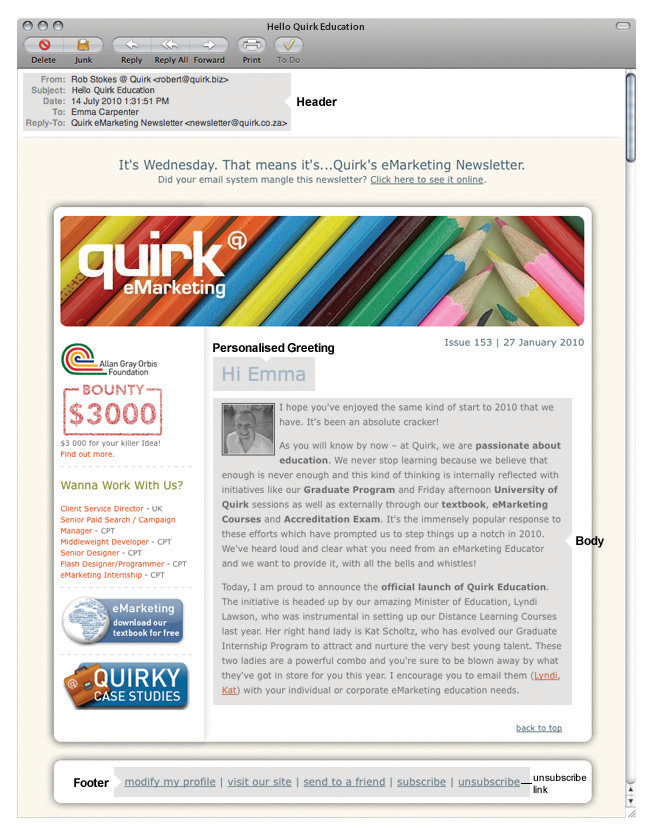 Hello Quirk Education
Delete Junk Reply Reply All Forward Print To Do
From: Rob Stokes @ Quirk <robert@quirk.biz>
Subject: Hello Quirk Education
Date: 14 July 2010 1:31:51 PM
To: Emma Carpenter
Reply-To: Quirk eMarketing Newsletter <newsletter@quirk.co.za>
Header
It's Wednesday. That means it's...Quirk's eMarketing Newsletter.
Did your email system mangle this newsletter? Click here to see it online.
quirk @
eMarketing
Allan Gray Orbis
Foundation
BOUNTY
$3000
$3 000 for your killer Idea!
Find out more.
Wanna Work With Us?
Client Service Director - UK
Senior Paid Search / Campaign
Manager - CPT
Middleweight Developer - CPT
Senior Designer - CPT
Flash Designer/Programmer - CPT
eMarketing Internship - CPT
eMarketing
download our
textbook for free
@ QUIRKY
CASE STUDIES
Personalised Greeting
Issue 153 | 27 January 2010
Hi Emma
I hope you've enjoyed the same kind of start to 2010 that we
have. It's been an absolute cracker!
As you will know by now – at Quirk, we are passionate about
education. We never stop learning because we believe that
enough is never enough and this kind of thinking is internally reflected with
initiatives like our Graduate Program and Friday afternoon University of
Quirk sessions as well as externally through our textbook, eMarketing
Courses and Accreditation Exam. It's the immensely popular response to
these efforts which have prompted us to step things up a notch in 2010.
We've heard loud and clear what you need from an eMarketing Educator
and we want to provide it, with all the bells and whistles!
Body
Today, I am proud to announce the official launch of Quirk Education.
The initiative is headed up by our amazing Minister of Education, Lyndi
Lawson, who was instrumental in setting up our Distance Learning Courses
last year. Her right hand lady is Kat Scholtz, who has evolved our Graduate
Internship Program to attract and nurture the very best young talent. These
two ladies are a powerful combo and you're sure to be blown away by what
they've got in store for you this year. I encourage you to email them (Lyndi,
Kat) with your individual or corporate eMarketing education needs.
back to top
Footer
modify my profile | visit our site | send to a friend | subscribe | unsubscribe
unsubscribe
link